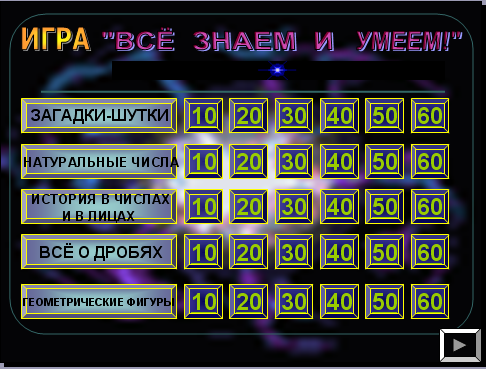 ИГРА "ВСЁ ЗНАЕМ И УМЕЕМ!"
ЗАГАДКИ-ШУТКИ 10 20 30 40 50 60
НАТУРАЛЬНЫЕ ЧИСЛА 10 20 30 40 50 60
ИСТОРИЯ В ЧИСЛАХ
И В ЛИЦАХ 10 20 30 40 50 60
ВСЁ О ДРОБЯХ 10 20 30 40 50 60
ГЕОМЕТРИЧЕСКИЕ ФИГУРЫ 10 20 30 40 50 60